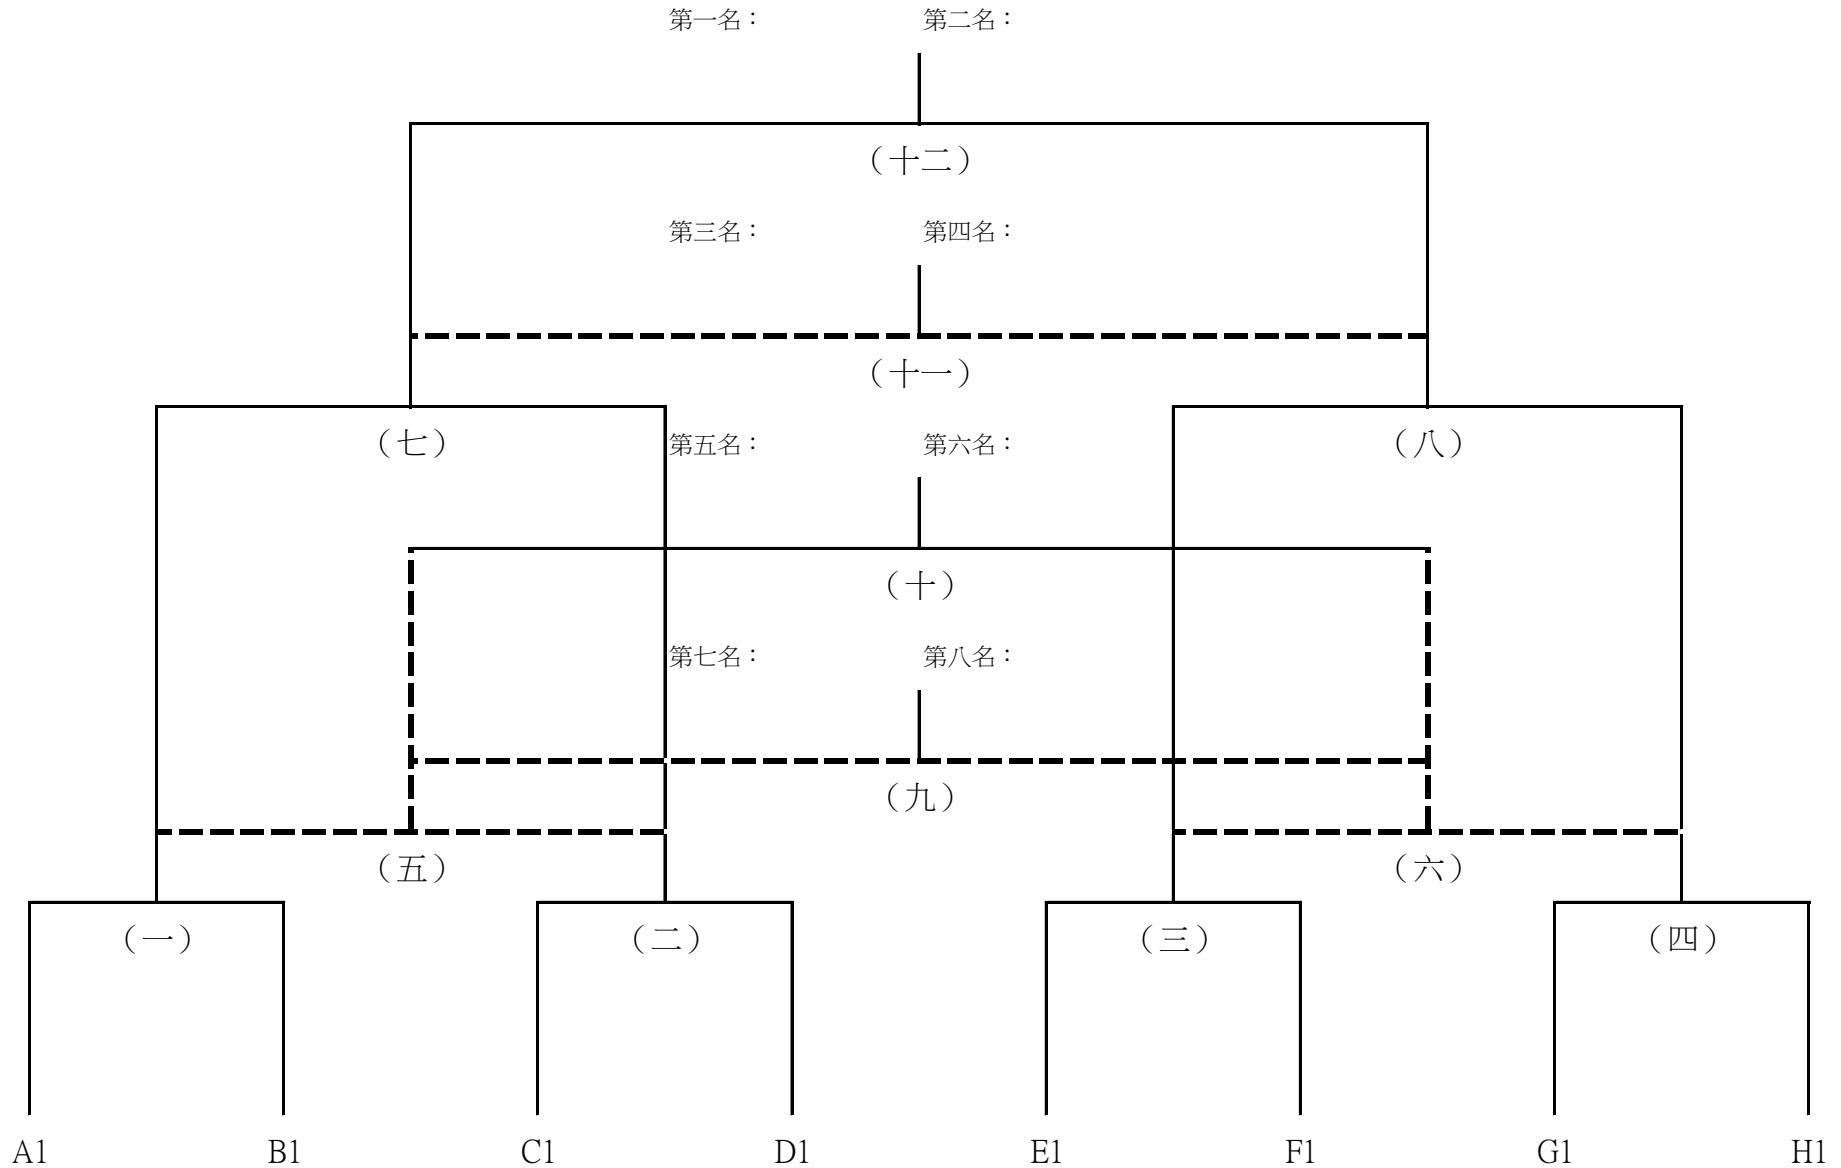 第一名： 第二名：
（十二）
第三名： 第四名：
（十一）
（七） 第五名： 第六名： （八）
（十）
第七名： 第八名：
（九）
（五） （六）
（一） （二） （三） （四）
A1 B1 C1 D1 E1 F1 G1 H1